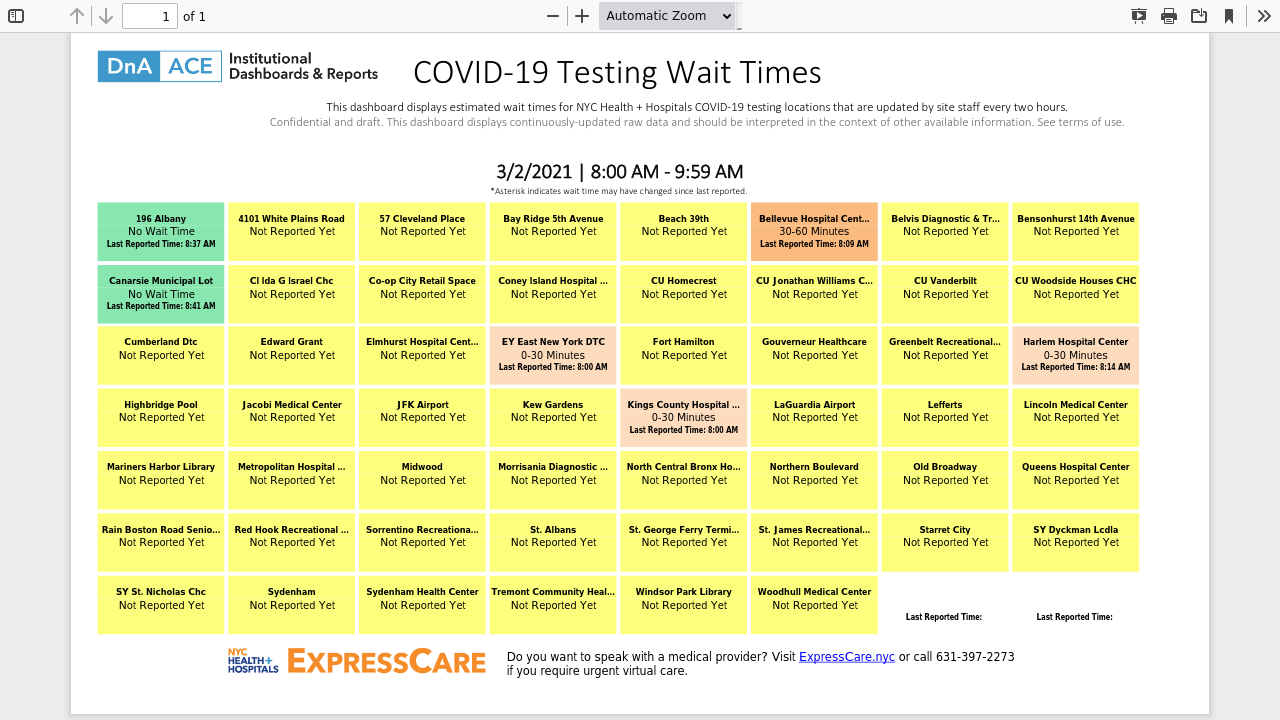 1 of 1 Automatic Zoom
DnA ACE Institutional
Dashboards & Reports
COVID-19 Testing Wait Times
This dashboard displays estimated wait times for NYC Health + Hospitals COVID-19 testing locations that are updated by site staff every two hours.
Confidential and draft. This dashboard displays continuously-updated raw data and should be interpreted in the context of other available information. See terms of use.
3/2/2021 | 8:00 AM - 9:59 AM
*Asterisk indicates wait time may have changed since last reported.
196 Albany 4101 White Plains Road 57 Cleveland Place Bay Ridge 5th Avenue Beach 39th Bellevue Hospital Cent... Belvis Diagnostic & Tr... Bensonhurst 14th Avenue
No Wait Time Not Reported Yet Not Reported Yet Not Reported Yet Not Reported Yet 30-60 Minutes Not Reported Yet Not Reported Yet
Last Reported Time: 8:37 AM Last Reported Time: 8:09 AM
Canarsie Municipal Lot CI Ida G Israel Chc Co-op City Retail Space Coney Island Hospital ... CU Homecrest CU Jonathan Williams C... CU Vanderbilt CU Woodside Houses CHC
No Wait Time Not Reported Yet Not Reported Yet Not Reported Yet Not Reported Yet Not Reported Yet Not Reported Yet Not Reported Yet
Last Reported Time: 8:41 AM
Cumberland Dtc Edward Grant Elmhurst Hospital Cent... EY East New York DTC Fort Hamilton Gouverneur Healthcare Greenbelt Recreational... Harlem Hospital Center
Not Reported Yet Not Reported Yet Not Reported Yet 0-30 Minutes Not Reported Yet Not Reported Yet Not Reported Yet 0-30 Minutes
Last Reported Time: 8:00 AM Last Reported Time: 8:14 AM
Highbridge Pool Jacobi Medical Center JFK Airport Kew Gardens Kings County Hospital ... LaGuardia Airport Lefferts Lincoln Medical Center
Not Reported Yet Not Reported Yet Not Reported Yet Not Reported Yet 0-30 Minutes Not Reported Yet Not Reported Yet Not Reported Yet
Last Reported Time: 8:00 AM
Mariners Harbor Library Metropolitan Hospital ... Midwood Morrisania Diagnostic ... North Central Bronx Ho... Northern Boulevard Old Broadway Queens Hospital Center
Not Reported Yet Not Reported Yet Not Reported Yet Not Reported Yet Not Reported Yet Not Reported Yet Not Reported Yet Not Reported Yet
Rain Boston Road Senio... Red Hook Recreational ... Sorrentino Recreationa... St. Albans St. George Ferry Termi... St. James Recreational... Starret City SY Dyckman Lcdla
Not Reported Yet Not Reported Yet Not Reported Yet Not Reported Yet Not Reported Yet Not Reported Yet Not Reported Yet Not Reported Yet
SY St. Nicholas Chc Sydenham Sydenham Health Center Tremont Community Heal... Windsor Park Library Woodhull Medical Center
Not Reported Yet Not Reported Yet Not Reported Yet Not Reported Yet Not Reported Yet Not Reported Yet
Last Reported Time: Last Reported Time:
NYC
HEALTH+
HOSPITALS
EXPRESSCARE
Do you want to speak with a medical provider? Visit ExpressCare.nyc or call 631-397-2273
if you require urgent virtual care.